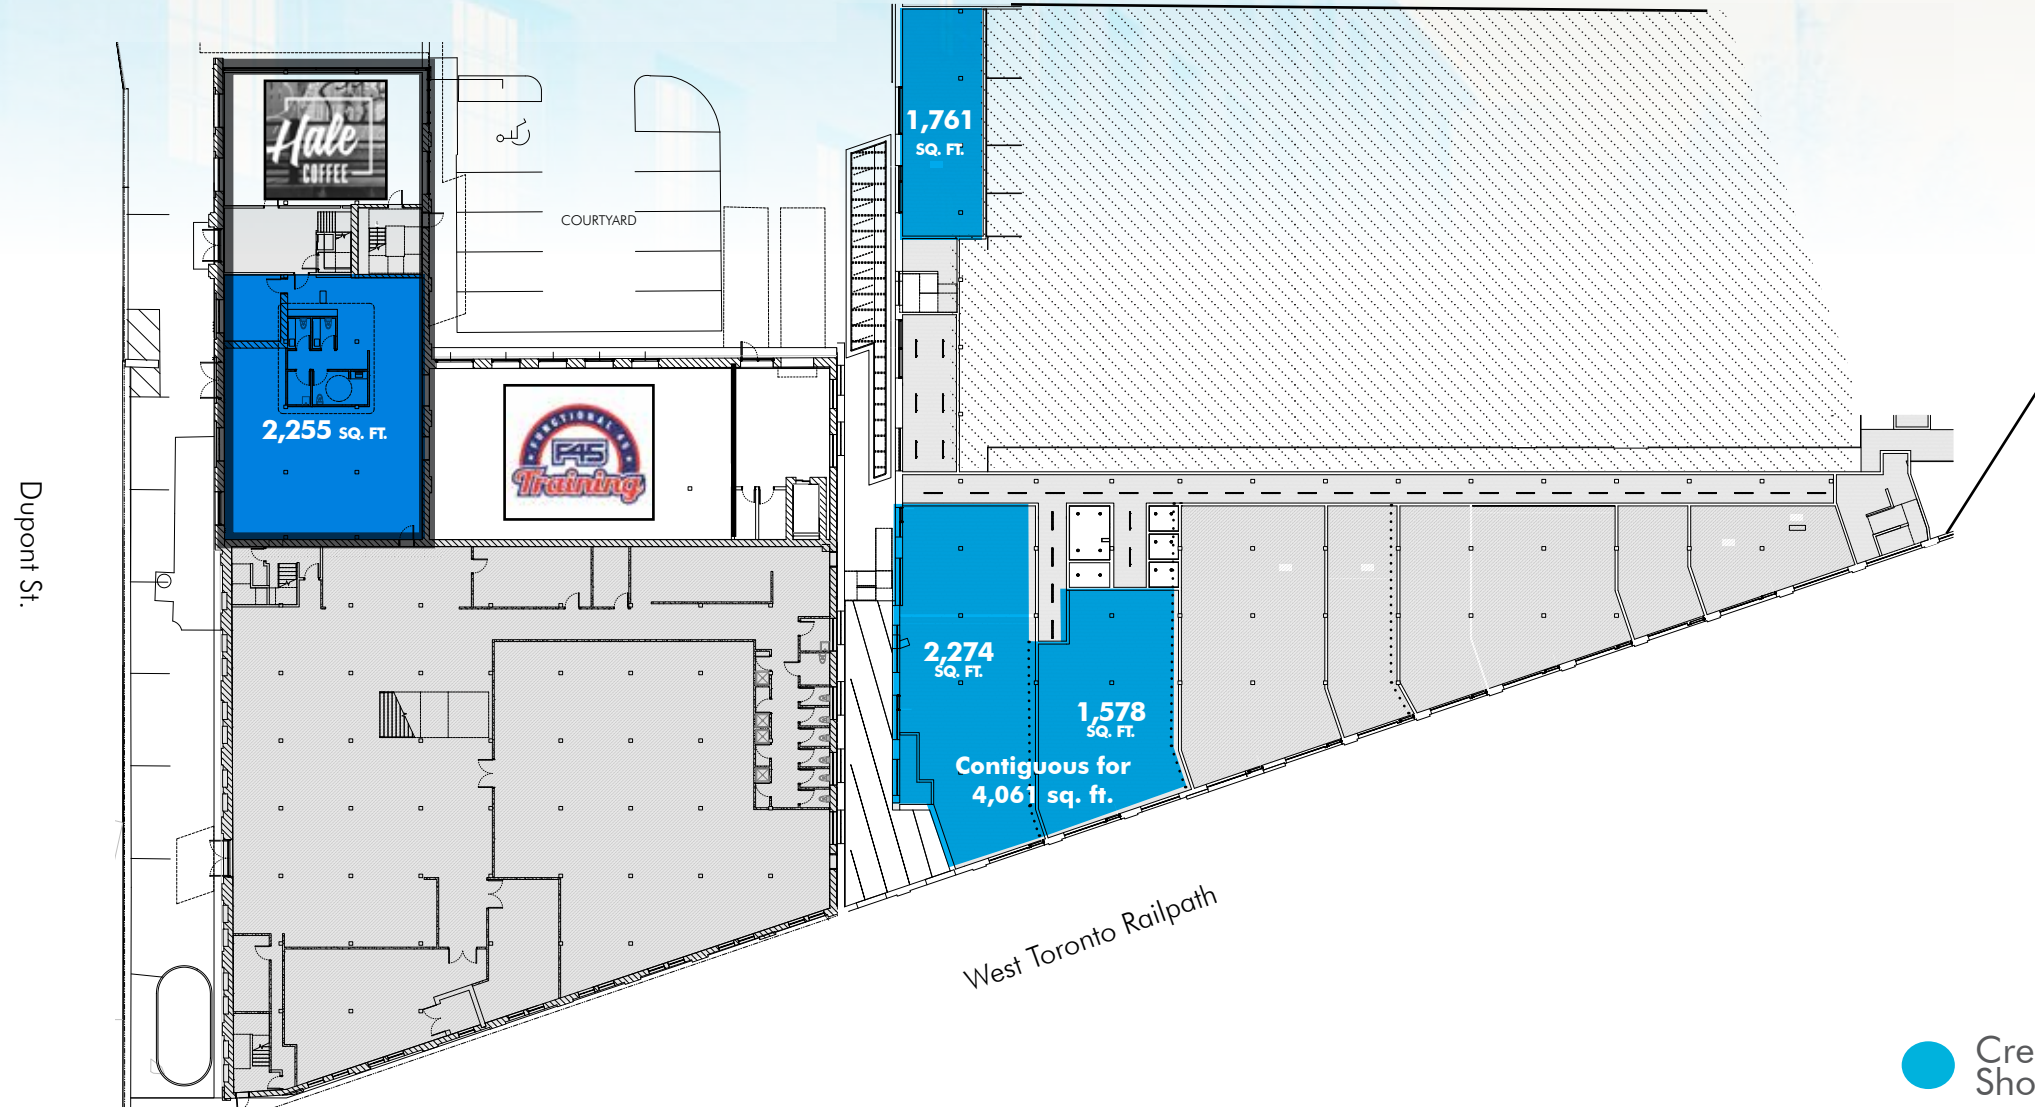 Hale
COFFEE
1,761
SQ. FT.
COURTYARD
2,255 SQ. FT.
FUNCTIONAL
F45
Training
Dupont St.
2,274
SQ. FT.
1,578
SQ. FT.
Contiguous for
4,061 sq. ft.
West Toronto Railpath
Cre
Sho